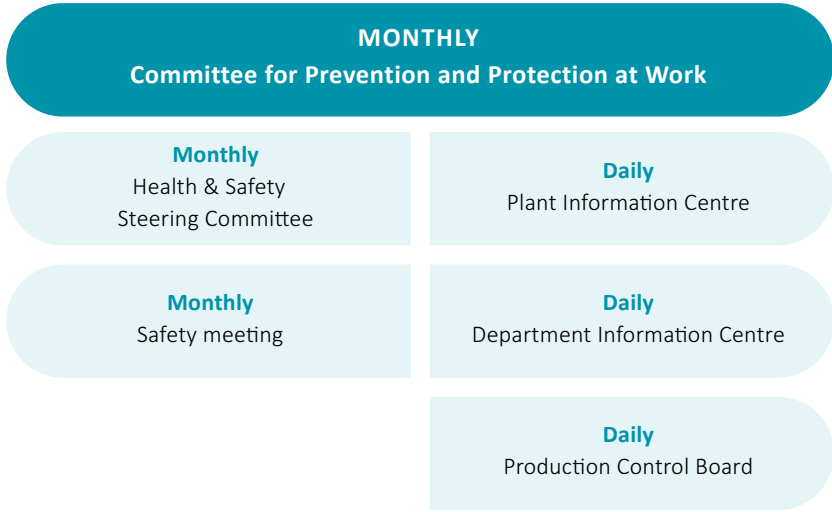 MONTHLY
Committee for Prevention and Protection at Work
Monthly
Health & Safety
Steering Committee
Daily
Plant Information Centre
Monthly
Safety meeting
Daily
Department Information Centre
Daily
Production Control Board